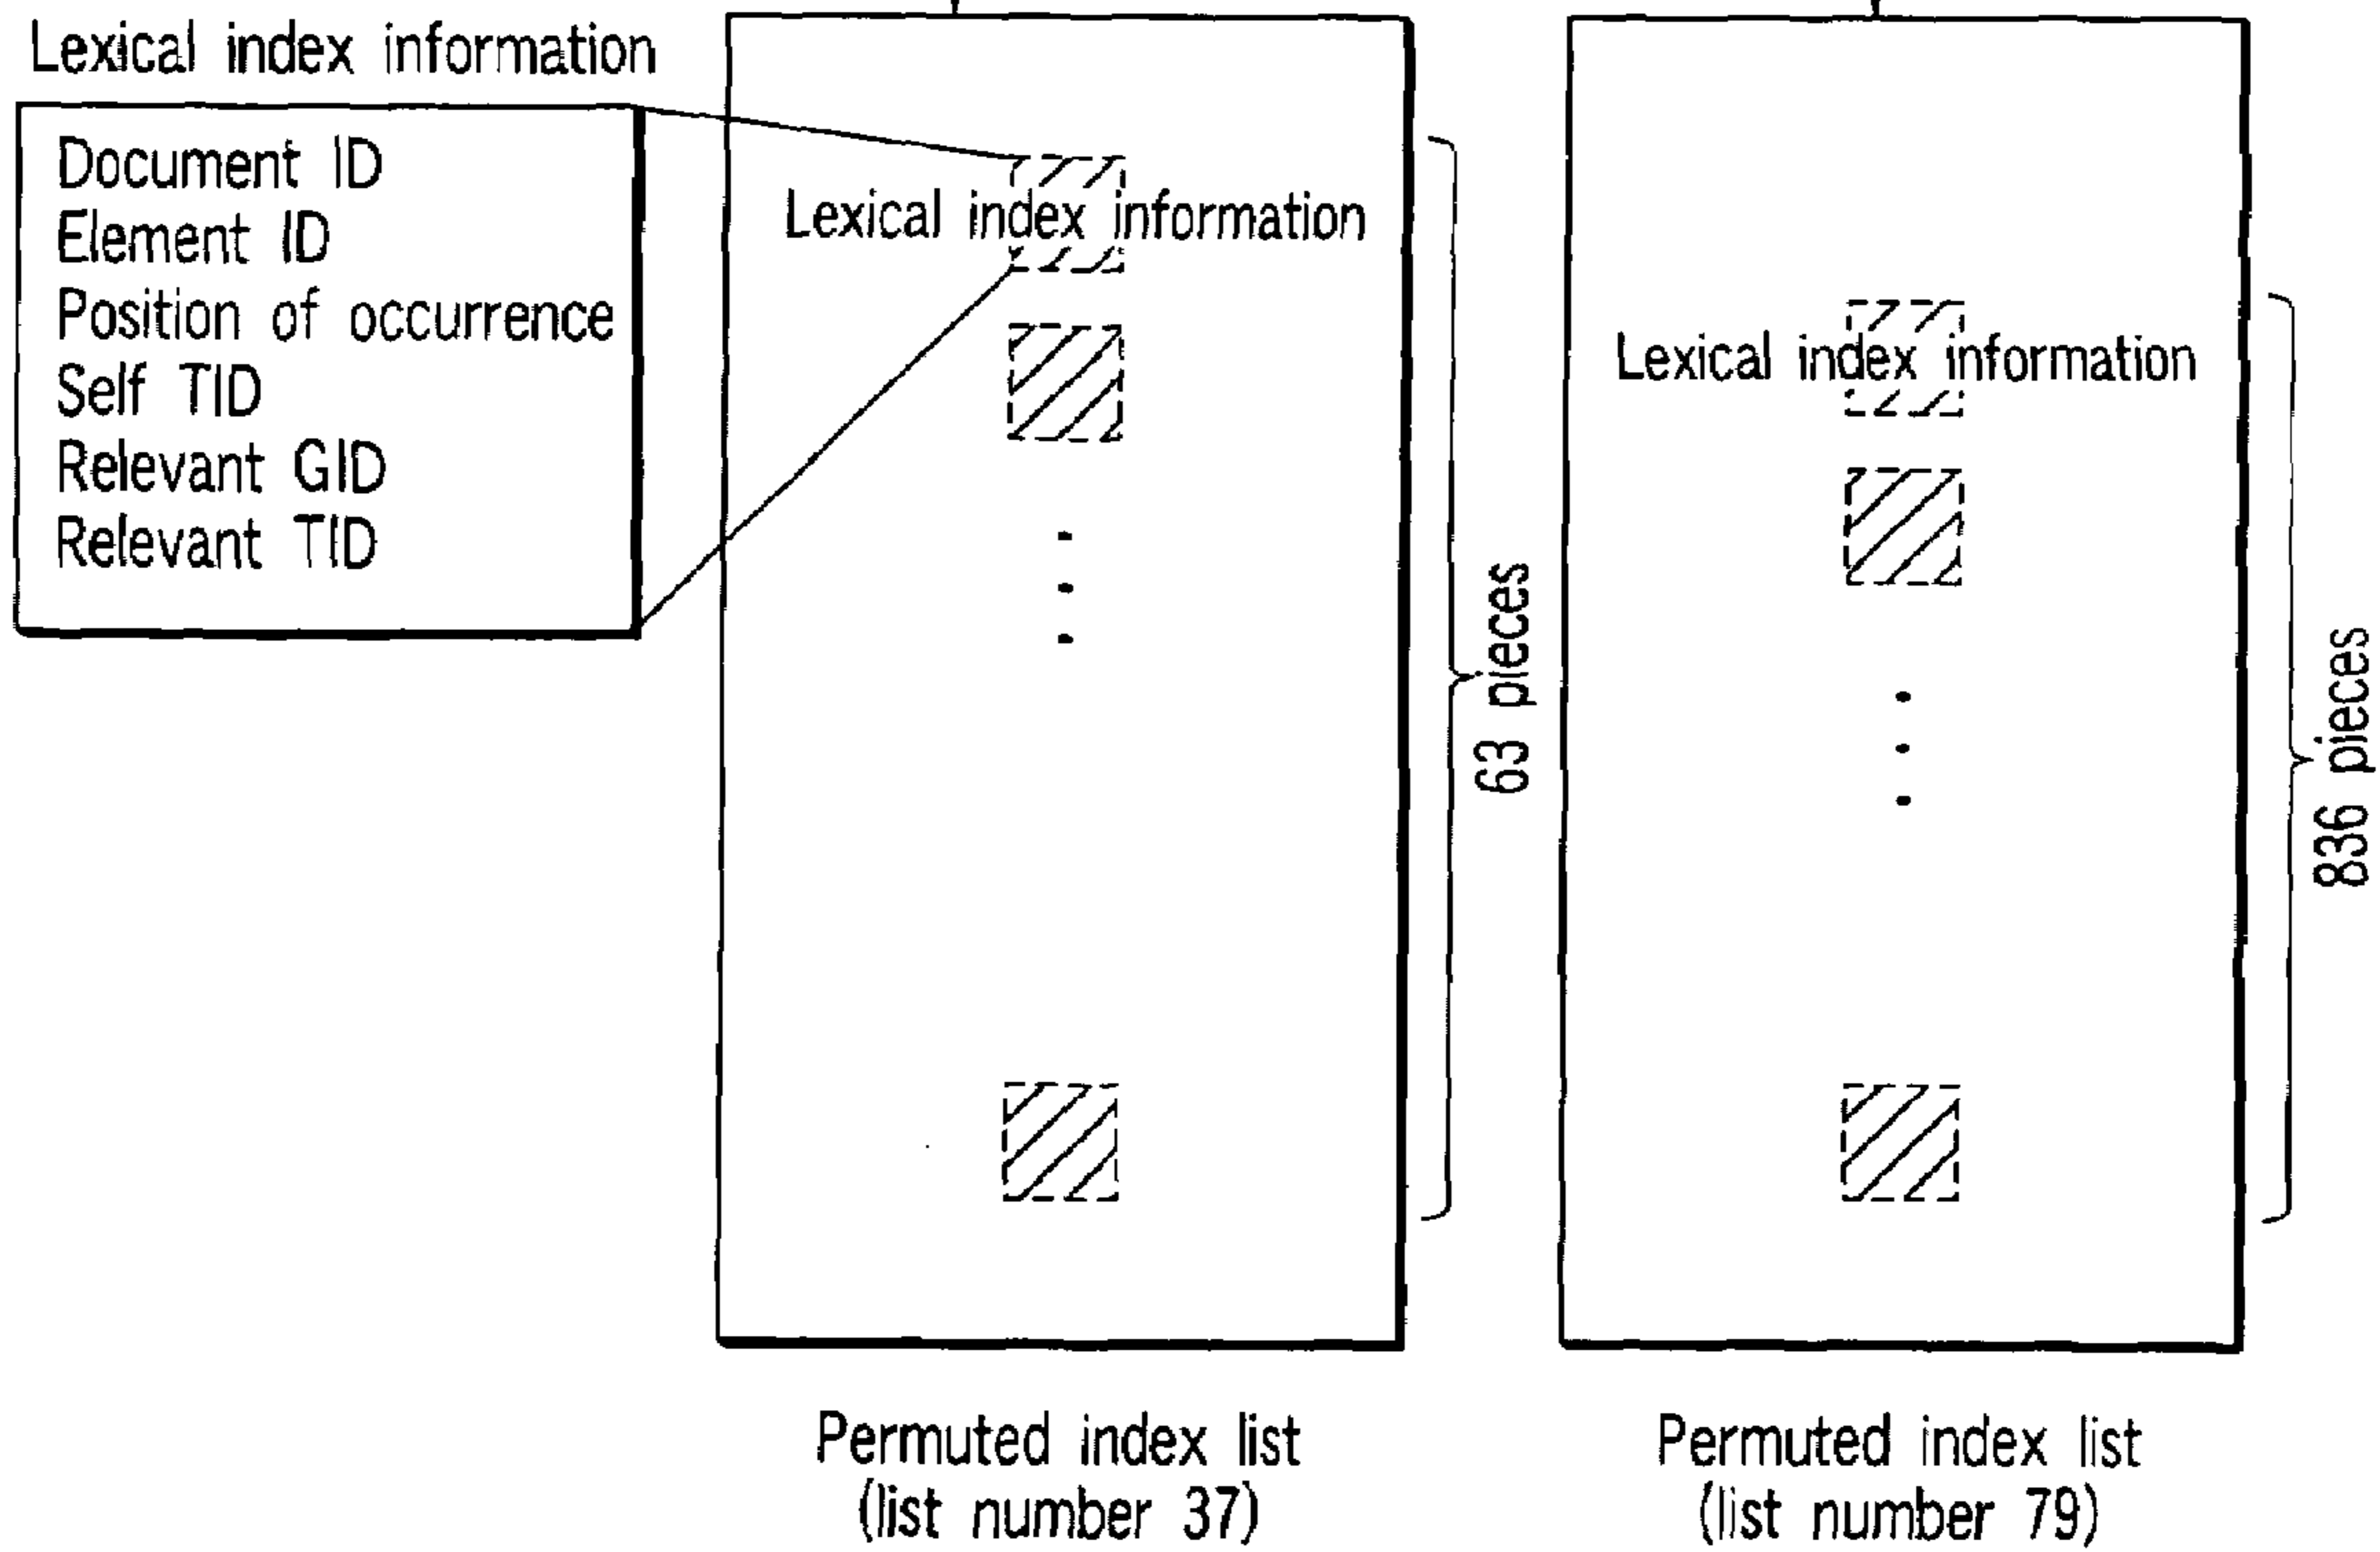 Lexical index information
Document ID
Element ID
Position of occurrence
Self TID
Relevant GID
Relevant TID
Lexical index information
63 pieces
Permuted index list
(list number 37)
Lexical index information
836 pieces
Permuted index list
(list number 79)